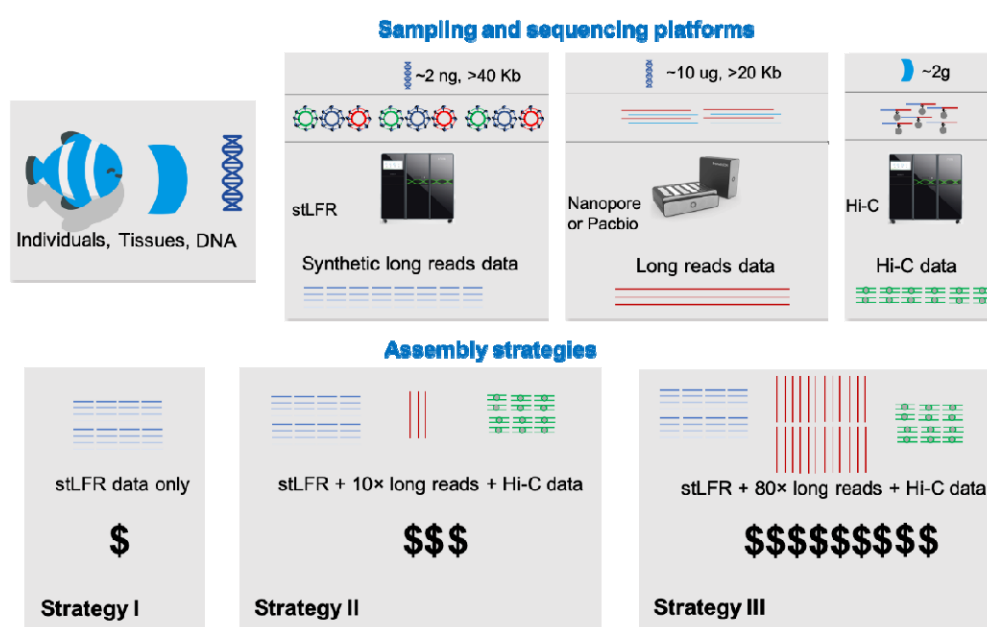 Sampling and sequencing platforms
~2 ng, >40 Kb
~10 ug, >20 Kb
~2g
stLFR
Nanopore
or Pacbio
Hi-C
Individuals, Tissues, DNA
Synthetic long reads data
Long reads data
Hi-C data
Assembly strategies
stLFR data only
stLFR + 10× long reads + Hi-C data
stLFR + 80× long reads + Hi-C data
$
$$$
$$$$$$$$$
Strategy I
Strategy II
Strategy III